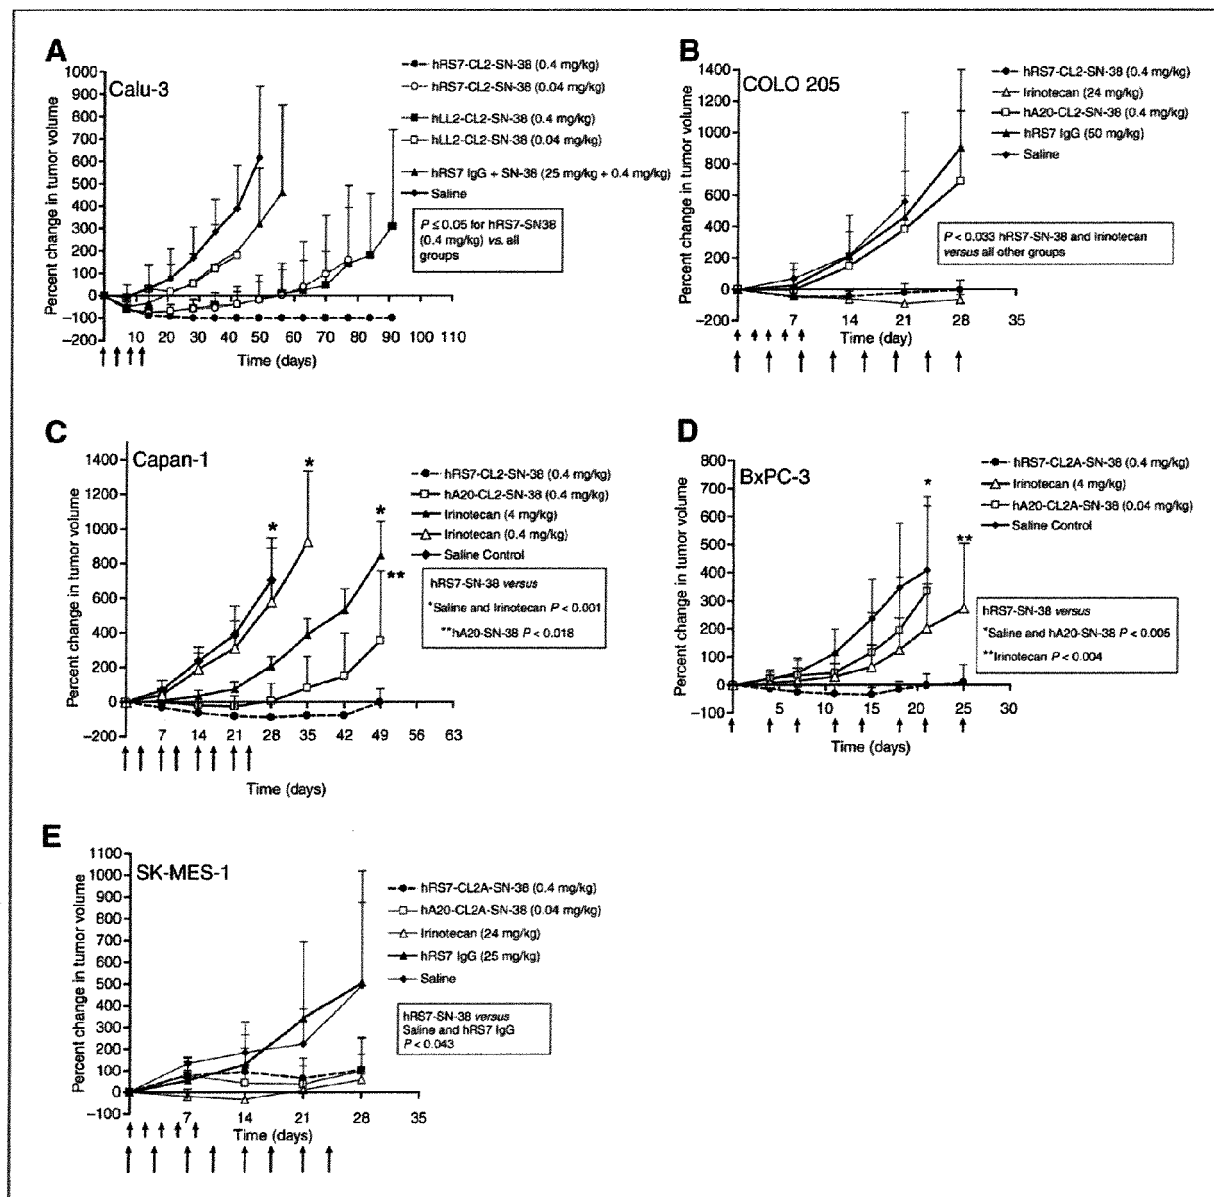 A
Calu-3
Percent change in tumor volume
1000
900
800
700
600
500
400
300
200
100
0
−100
−200
10 20 30 40 50 60 70 80 90 100 110
Time (days)
hRS7-CL2-SN-38 (0.4 mg/kg)
hRS7-CL2-SN-38 (0.04 mg/kg)
hLL2-CL2-SN-38 (0.4 mg/kg)
hLL2-CL2-SN-38 (0.04 mg/kg)
hRS7 IgG + SN-38 (25 mg/kg + 0.4 mg/kg)
Saline
P ≤ 0.05 for hRS7-SN38
(0.4 mg/kg) vs. all
groups
B
COLO 205
Percent change in tumor volume
1400
1200
1000
800
600
400
200
0
−200
7 14 21 28 35
Time (day)
hRS7-CL2-SN-38 (0.4 mg/kg)
Irinotecan (24 mg/kg)
hA20-CL2-SN-38 (0.4 mg/kg)
hRS7 IgG (50 mg/kg)
Saline
P < 0.033 hRS7-SN-38 and Irinotecan
versus all other groups
C
Capan-1
Percent change in tumor volume
1400
1200
1000
800
600
400
200
0
−200
7 14 21 28 35 42 49 56 63
Time (days)
* * *
**
hRS7-CL2-SN-38 (0.4 mg/kg)
hA20-CL2-SN-38 (0.4 mg/kg)
Irinotecan (4 mg/kg)
Irinotecan (0.4 mg/kg)
Saline Control
hRS7-SN-38 versus
*Saline and Irinotecan P < 0.001
**hA20-SN-38 P < 0.018
D
BxPC-3
Percent change in tumor volume
800
700
600
500
400
300
200
100
0
−100
5 10 15 20 25 30
Time (days)
*
**
hRS7-CL2A-SN-38 (0.4 mg/kg)
Irinotecan (4 mg/kg)
hA20-CL2A-SN-38 (0.04 mg/kg)
Saline Control
hRS7-SN-38 versus
*Saline and hA20-SN-38 P < 0.005
**Irinotecan P < 0.004
E
SK-MES-1
Percent change in tumor volume
1100
1000
900
800
700
600
500
400
300
200
100
0
−100
7 14 21 28 35
Time (days)
hRS7-CL2A-SN-38 (0.4 mg/kg)
hA20-CL2A-SN-38 (0.04 mg/kg)
Irinotecan (24 mg/kg)
hRS7 IgG (25 mg/kg)
Saline
hRS7-SN-38 versus
Saline and hRS7 IgG
P < 0.043